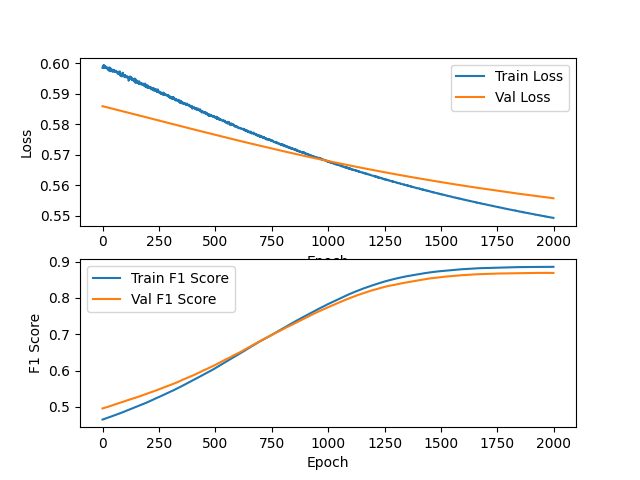 0.60
0.59
0.58
0.57
0.56
0.55
Loss
Train Loss
Val Loss
0 250 500 750 1000 1250 1500 1750 2000
Epoch
0.9
0.8
0.7
0.6
0.5
F1 Score
Train F1 Score
Val F1 Score
0 250 500 750 1000 1250 1500 1750 2000
Epoch